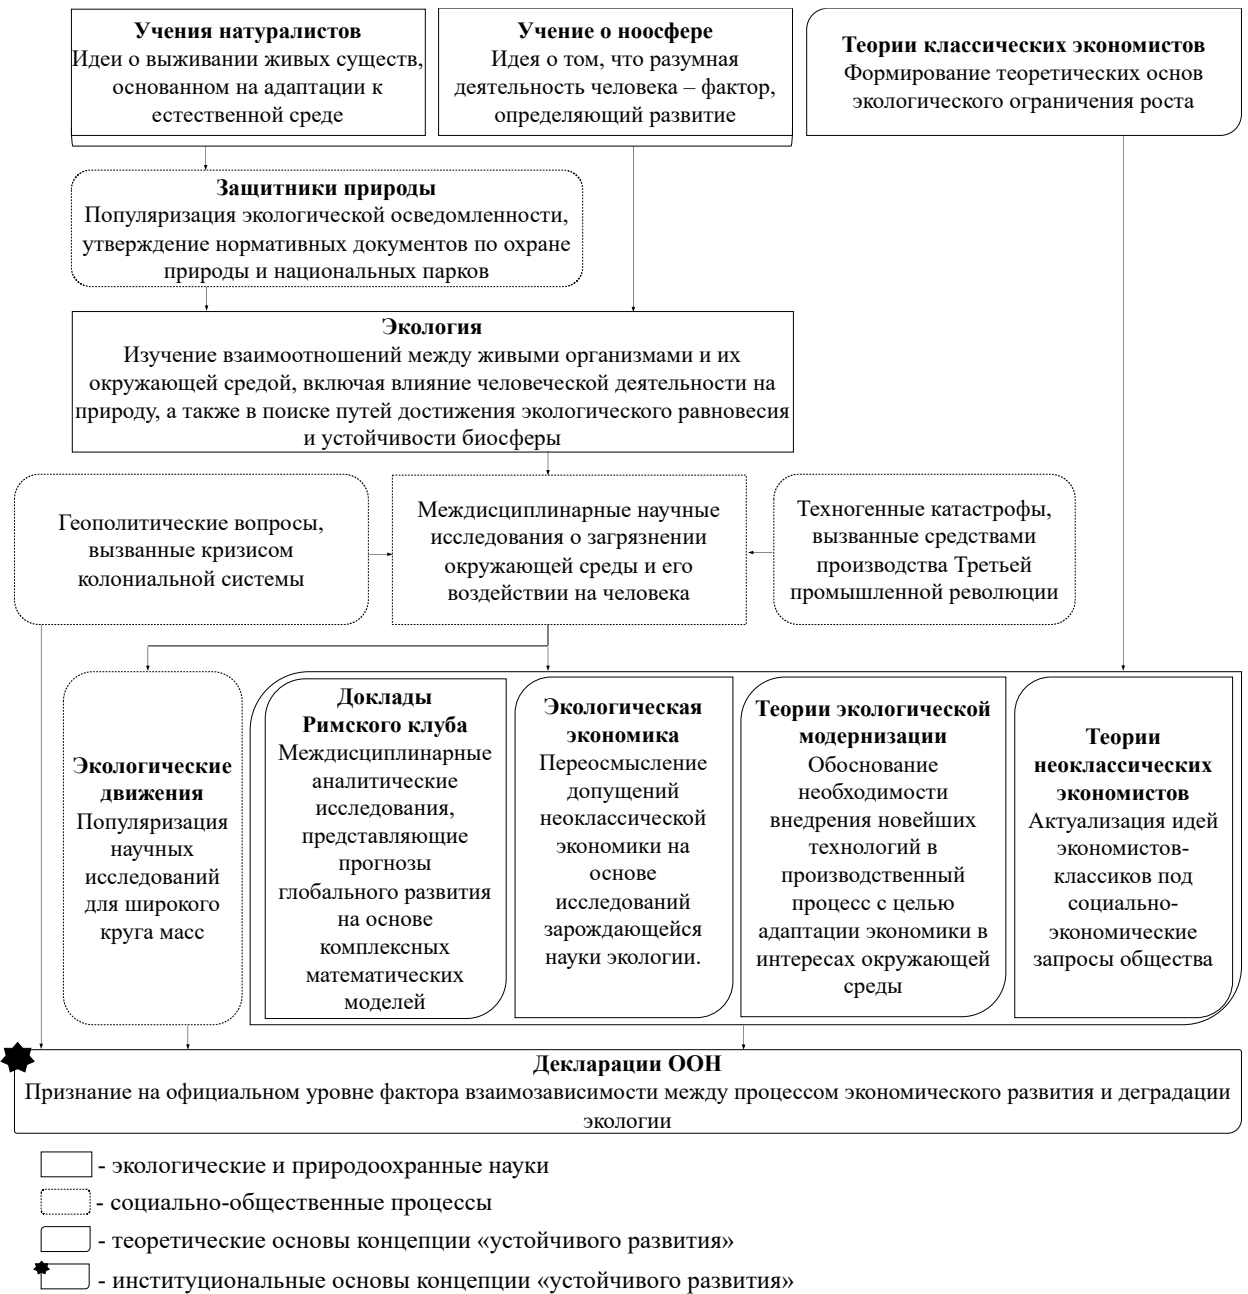 Учения натуралистов
Идеи о выживании живых существ,
основанном на адаптации к
естественной среде
Учение о ноосфере
Идея о том, что разумная
деятельность человека – фактор,
определяющий развитие
Теории классических экономистов
Формирование теоретических основ
экологического ограничения роста
Защитники природы
Популяризация экологической осведомленности,
утверждение нормативных документов по охране
природы и национальных парков
Экология
Изучение взаимоотношений между живыми организмами и их
окружающей средой, включая влияние человеческой деятельности на
природу, а также в поиске путей достижения экологического равновесия
и устойчивости биосферы
Геополитические вопросы,
вызванные кризисом
колониальной системы
Междисциплинарные научные
исследования о загрязнении
окружающей среды и его
воздействии на человека
Техногенные катастрофы,
вызванные средствами
производства Третьей
промышленной революции
Экологические
движения
Популяризация
научных
исследований
для широкого
круга масс
Доклады
Римского клуба
Междисциплинарные
аналитические
исследования,
представляющие
прогнозы
глобального развития
на основе
комплексных
математических
моделей
Экологическая
экономика
Переосмысление
допущений
неоклассической
экономики на
основе
исследований
зарождающейся
науки экологии.
Теории экологической
модернизации
Обоснование
необходимости
внедрения новейших
технологий в
производственный
процесс с целью
адаптации экономики в
интересах окружающей
среды
Теории
неоклассических
экономистов
Актуализация идей
экономистов-
классиков под
социально-
экономические
запросы общества
Декларации ООН
Признание на официальном уровне фактора взаимозависимости между процессом экономического развития и деградации
экологии
- экологические и природоохранные науки
- социально-общественные процессы
- теоретические основы концепции «устойчивого развития»
- институциональные основы концепции «устойчивого развития»